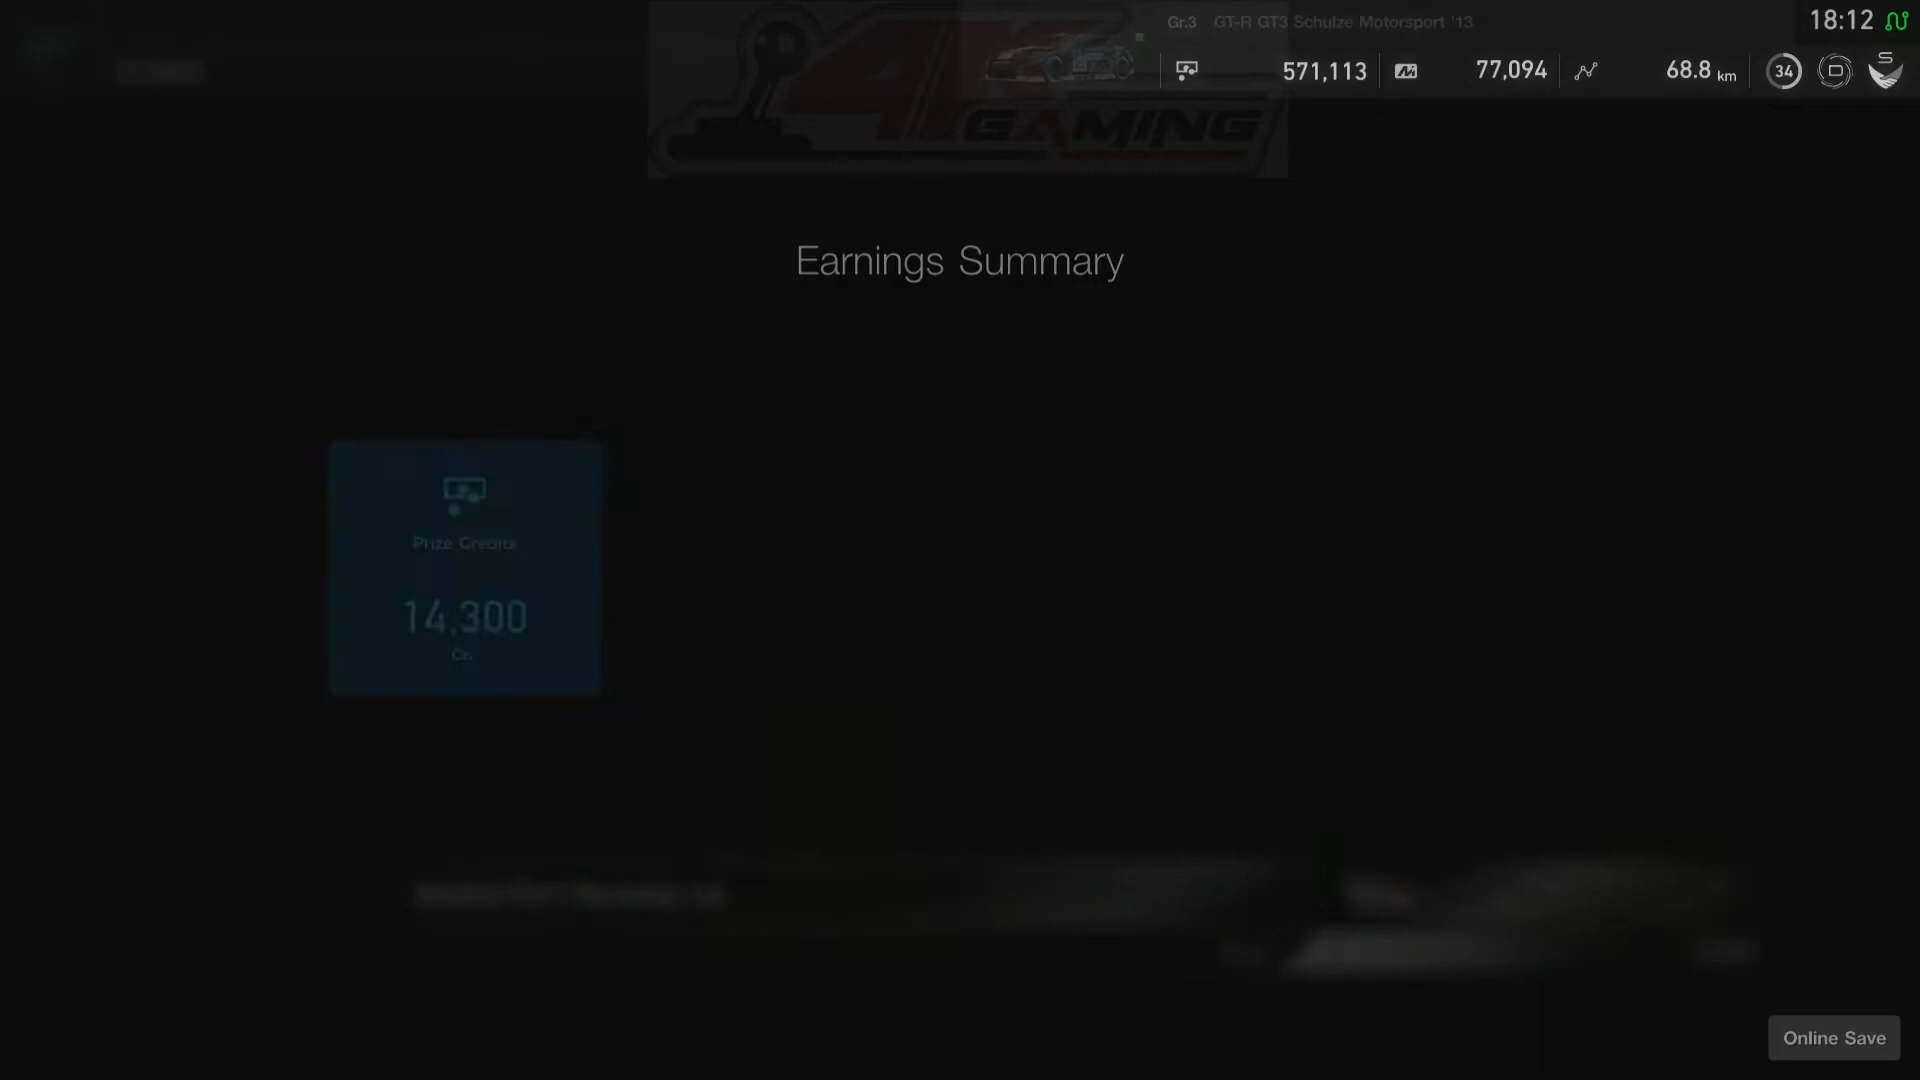 Gr.3 GT-R GT3 Schulze Motorsport '13
18:12
571,113 77,094 68.8 km 34 D S
4
GAMING
Earnings Summary
Prize
14,300
Cr.
Online Save